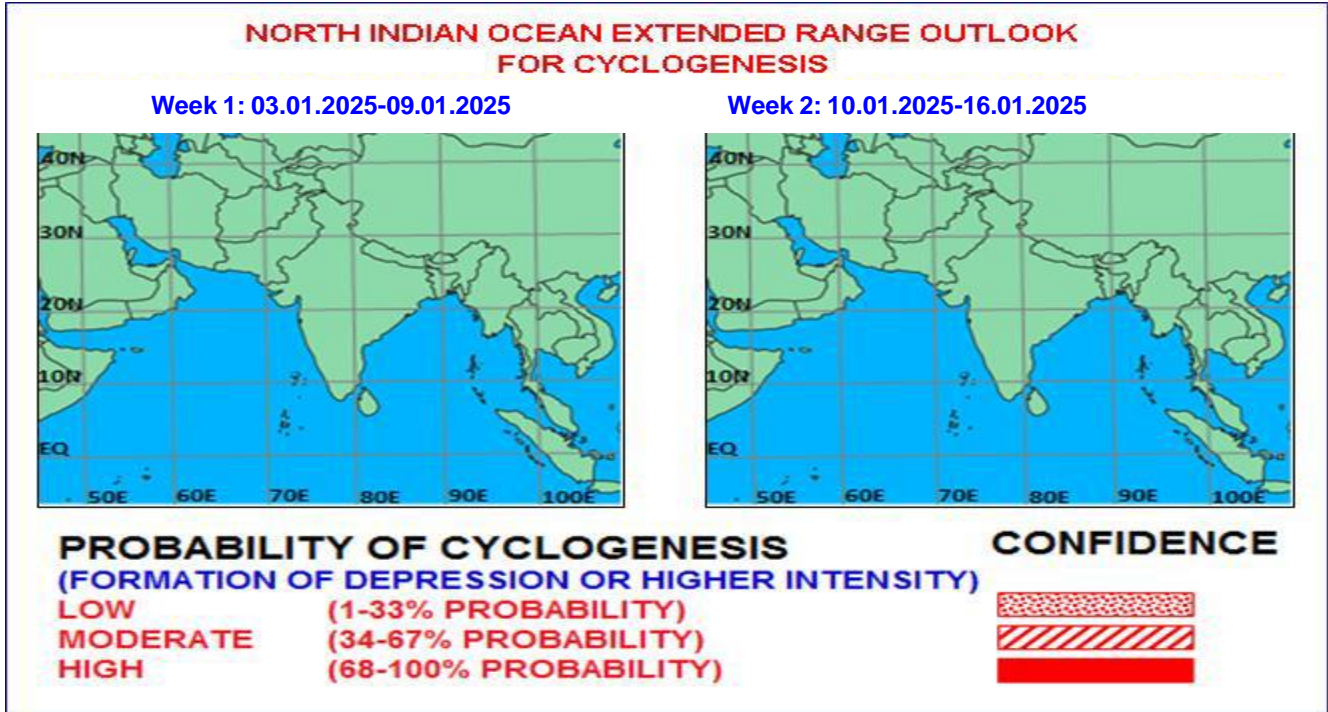 NORTH INDIAN OCEAN EXTENDED RANGE OUTLOOK
FOR CYCLOGENESIS
Week 1: 03.01.2025-09.01.2025
Week 2: 10.01.2025-16.01.2025
40N
30N
20N
10N
EQ
50E 60E 70E 80E 90E 100E
40N
30N
20N
10N
EQ
50E 60E 70E 80E 90E 100E
PROBABILITY OF CYCLOGENESIS
CONFIDENCE
(FORMATION OF DEPRESSION OR HIGHER INTENSITY)
LOW (1-33% PROBABILITY)
MODERATE (34-67% PROBABILITY)
HIGH (68-100% PROBABILITY)